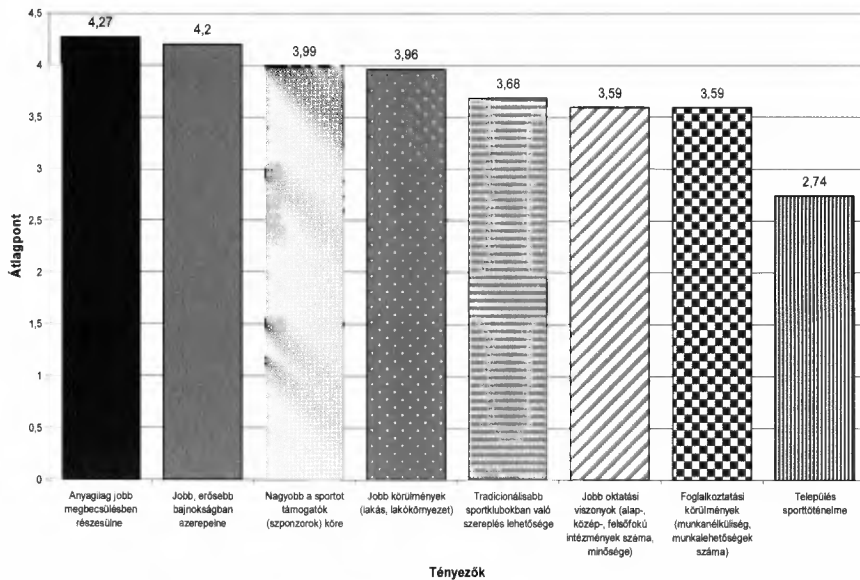 4,5
4
3,5
3
2,5
2
1,5
1
0,5
0
Átlagpont
4,27
4,2
3,99
3,96
3,68
3,59
3,59
2,74
Anyagilag jobb
megbecsülésben
részesülne
Jobb, erősebb
bajnokságban
szerepelne
Nagyobb a sportot
támogatók
(szponzorok) köre
Jobb körülmények
(lakás, lakókörnyezet)
Tradicionálisabb
sportklubokban való
szereplés lehetősége
Jobb oktatási
viszonyok (alap-,
közép-, felsőfokú
intézmények száma,
minősége)
Foglalkoztatási
körülmények
(munkanélküliség,
munkalehetőségek
száma)
Település
sporttöténelme
Tényezők